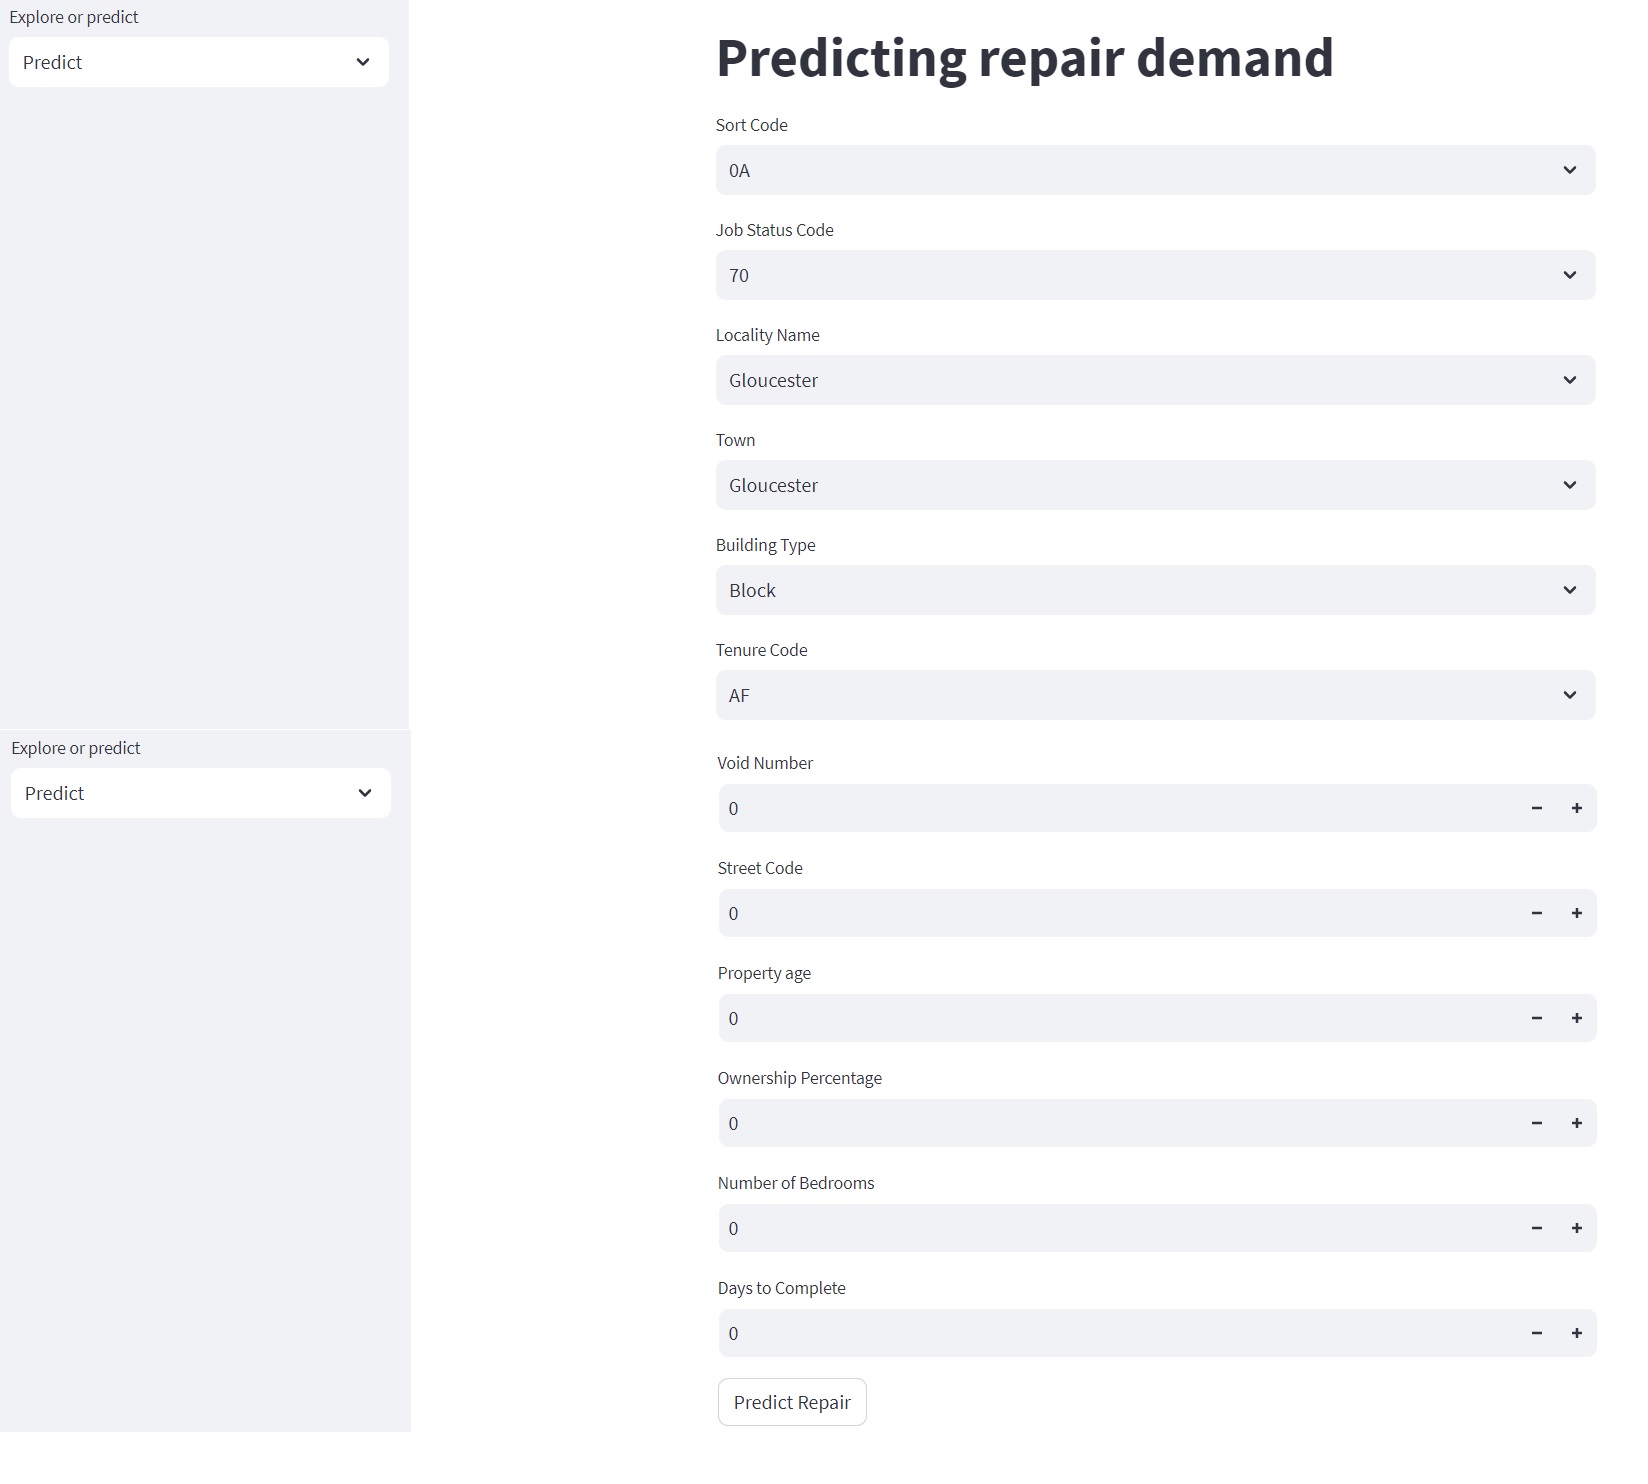 Explore or predict
Predict
Predicting repair demand
Sort Code
0A
Job Status Code
70
Locality Name
Gloucester
Town
Gloucester
Building Type
Block
Tenure Code
AF
Explore or predict
Predict
Void Number
0
Street Code
0
Property age
0
Ownership Percentage
0
Number of Bedrooms
0
Days to Complete
0
Predict Repair